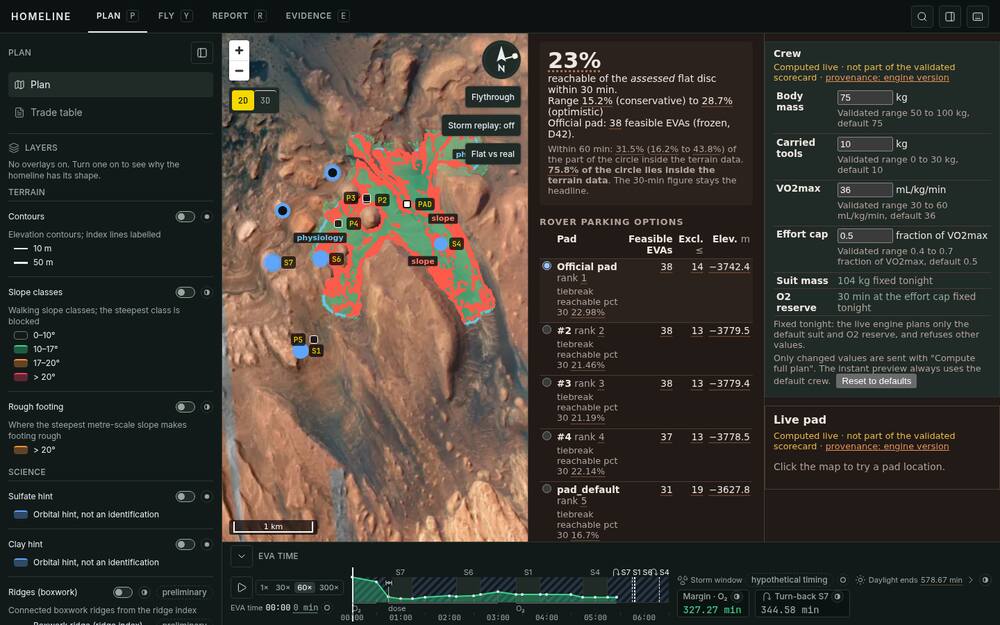 HOMELINE
PLAN P
FLY Y
REPORT R
EVIDENCE E
PLAN
Plan
Trade table
LAYERS
No overlays on. Turn one on to see why the
homeline has its shape.
TERRAIN
Contours
Elevation contours; index lines labelled
10 m
50 m
Slope classes
Walking slope classes; the steepest class is
blocked
0–10°
10–17°
17–20°
> 20°
Rough footing
Where the steepest metre-scale slope makes
footing rough
> 20°
SCIENCE
Sulfate hint
Orbital hint, not an identification
Clay hint
Orbital hint, not an identification
Ridges (boxwork) preliminary
Connected boxwork ridges from the ridge index
+
−
2D 3D
N
Flythrough
Storm replay: off
Flat vs real
ph
P3
P2
PAD
P4
slope
physiology
S4
S7
S6
slope
P5
S1
1 km
23%
reachable of the assessed flat disc
within 30 min.
Range 15.2% (conservative) to 28.7%
(optimistic)
Official pad: 38 feasible EVAs (frozen,
D42).
Within 60 min: 31.5% (16.2% to 43.8%) of
the part of the circle inside the terrain data.
75.8% of the circle lies inside the
terrain data. The 30-min figure stays the
headline.
ROVER PARKING OPTIONS
Pad Feasible EVAs Excl. ≤ Elev. m
Official pad 38 14 −3742.4
rank 1
tiebreak
reachable pct
30 22.98%
#2 rank 2 38 13 −3779.5
tiebreak
reachable pct
30 21.46%
#3 rank 3 38 13 −3779.4
tiebreak
reachable pct
30 21.19%
#4 rank 4 37 13 −3778.5
tiebreak
reachable pct
30 22.14%
pad_default 31 19 −3627.8
rank 5
tiebreak
reachable pct
30 16.7%
Crew
Computed live · not part of the validated
scorecard · provenance: engine version
Body mass 75 kg
Validated range 50 to 100 kg,
default 75
Carried tools 10 kg
Validated range 0 to 30 kg,
default 10
VO2max 36 mL/kg/min
Validated range 30 to 60
mL/kg/min, default 36
Effort cap 0.5 fraction of VO2max
Validated range 0.4 to 0.7
fraction of VO2max, default 0.5
Suit mass 104 kg fixed tonight
O2 reserve 30 min at the effort cap fixed
tonight
Fixed tonight: the live engine plans only the
default suit and O2 reserve, and refuses other
values.
Only changed values are sent with "Compute
full plan". The instant preview always uses the
default crew. Reset to defaults
Live pad
Computed live · not part of the validated
scorecard · provenance: engine version
Click the map to try a pad location.
EVA TIME
1× 30× 60× 300×
EVA time 00:00 0 min
S7 S6 S1 S4 S7 S1 S6 S4
O₂ dose O₂
00:00 01:00 02:00 03:00 04:00 05:00 06:00
Storm window hypothetical timing
Daylight ends 578.67 min
Margin · O₂
327.27 min
Turn-back S7
344.58 min